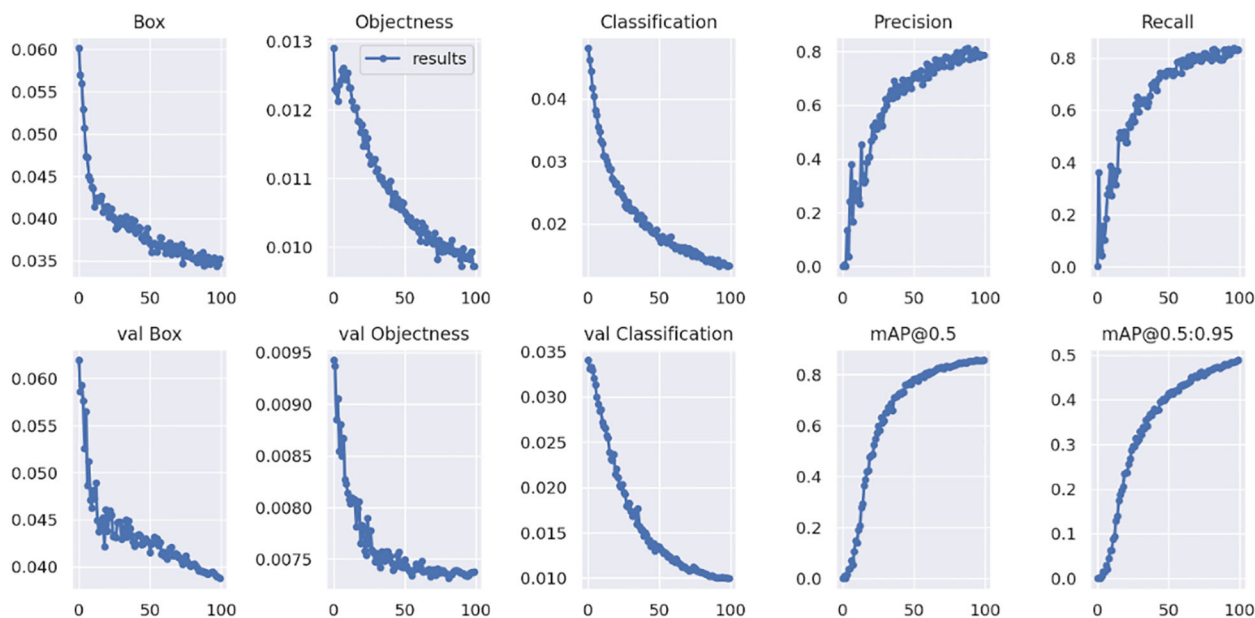 Box
Objectness
Classification
Precision
Recall
0.060
0.055
0.050
0.045
0.040
0.035
0 50 100
0.013
0.012
0.011
0.010
results
0 50 100
0.04
0.03
0.02
0 50 100
0.8
0.6
0.4
0.2
0.0
0 50 100
0.8
0.6
0.4
0.2
0.0
0 50 100
val Box
val Objectness
val Classification
mAP@0.5
mAP@0.5:0.95
0.060
0.055
0.050
0.045
0.040
0 50 100
0.0095
0.0090
0.0085
0.0080
0.0075
0 50 100
0.035
0.030
0.025
0.020
0.015
0.010
0 50 100
0.8
0.6
0.4
0.2
0.0
0 50 100
0.5
0.4
0.3
0.2
0.1
0.0
0 50 100